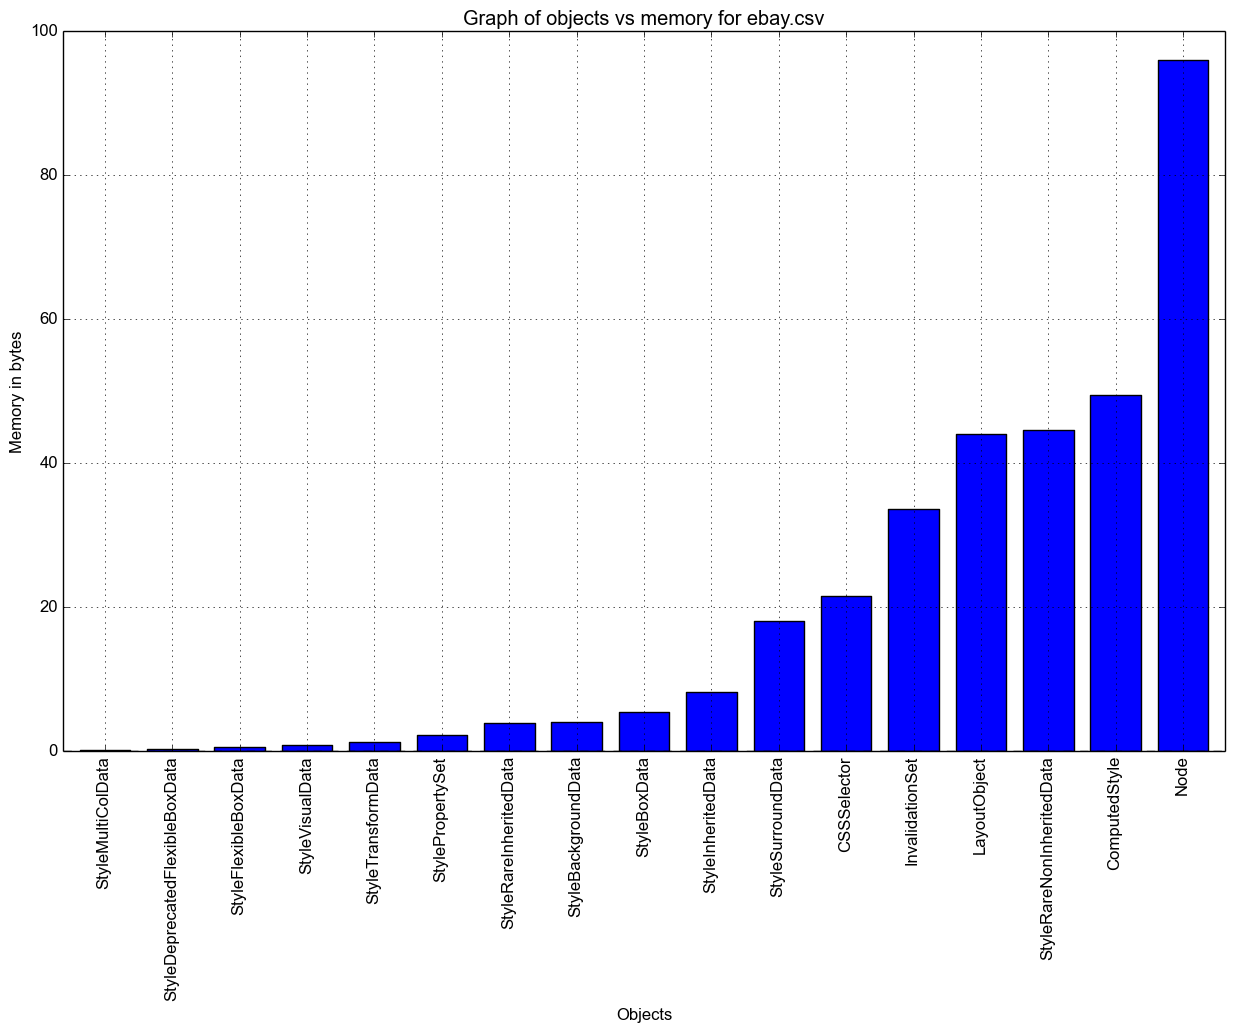 Graph of objects vs memory for ebay.csv
Memory in bytes
100
80
60
40
20
0
StyleMultiColData
StyleDeprecatedFlexibleBoxData
StyleFlexibleBoxData
StyleVisualData
StyleTransformData
StylePropertySet
StyleRareInheritedData
StyleBackgroundData
StyleBoxData
StyleInheritedData
StyleSurroundData
CSSSelector
InvalidationSet
LayoutObject
StyleRareNonInheritedData
ComputedStyle
Node
Objects